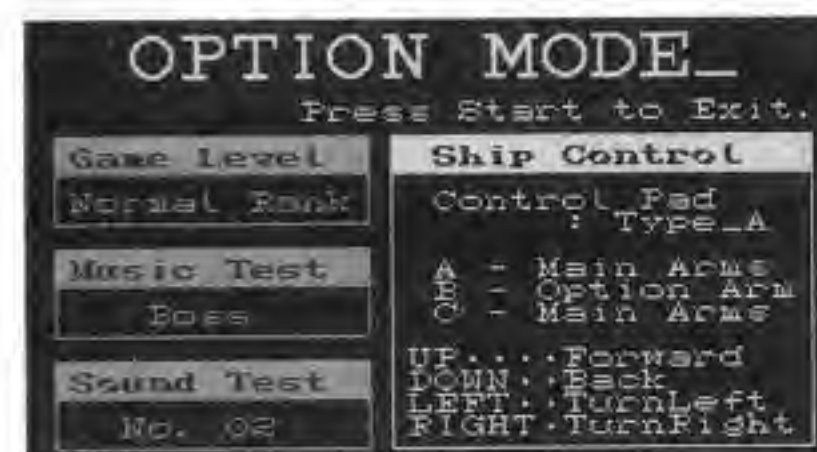 OPTION MODE_
Press Start to Exit.
Game Level
Normal Rank
Music Test
Boss
Sound Test
No. 02
Ship Control
Control Pad
: Type_A
A - Main Arms
B - Option Arm
C - Main Arms
UP....Forward
DOWN..Back
LEFT..TurnLeft
RIGHT.TurnRight